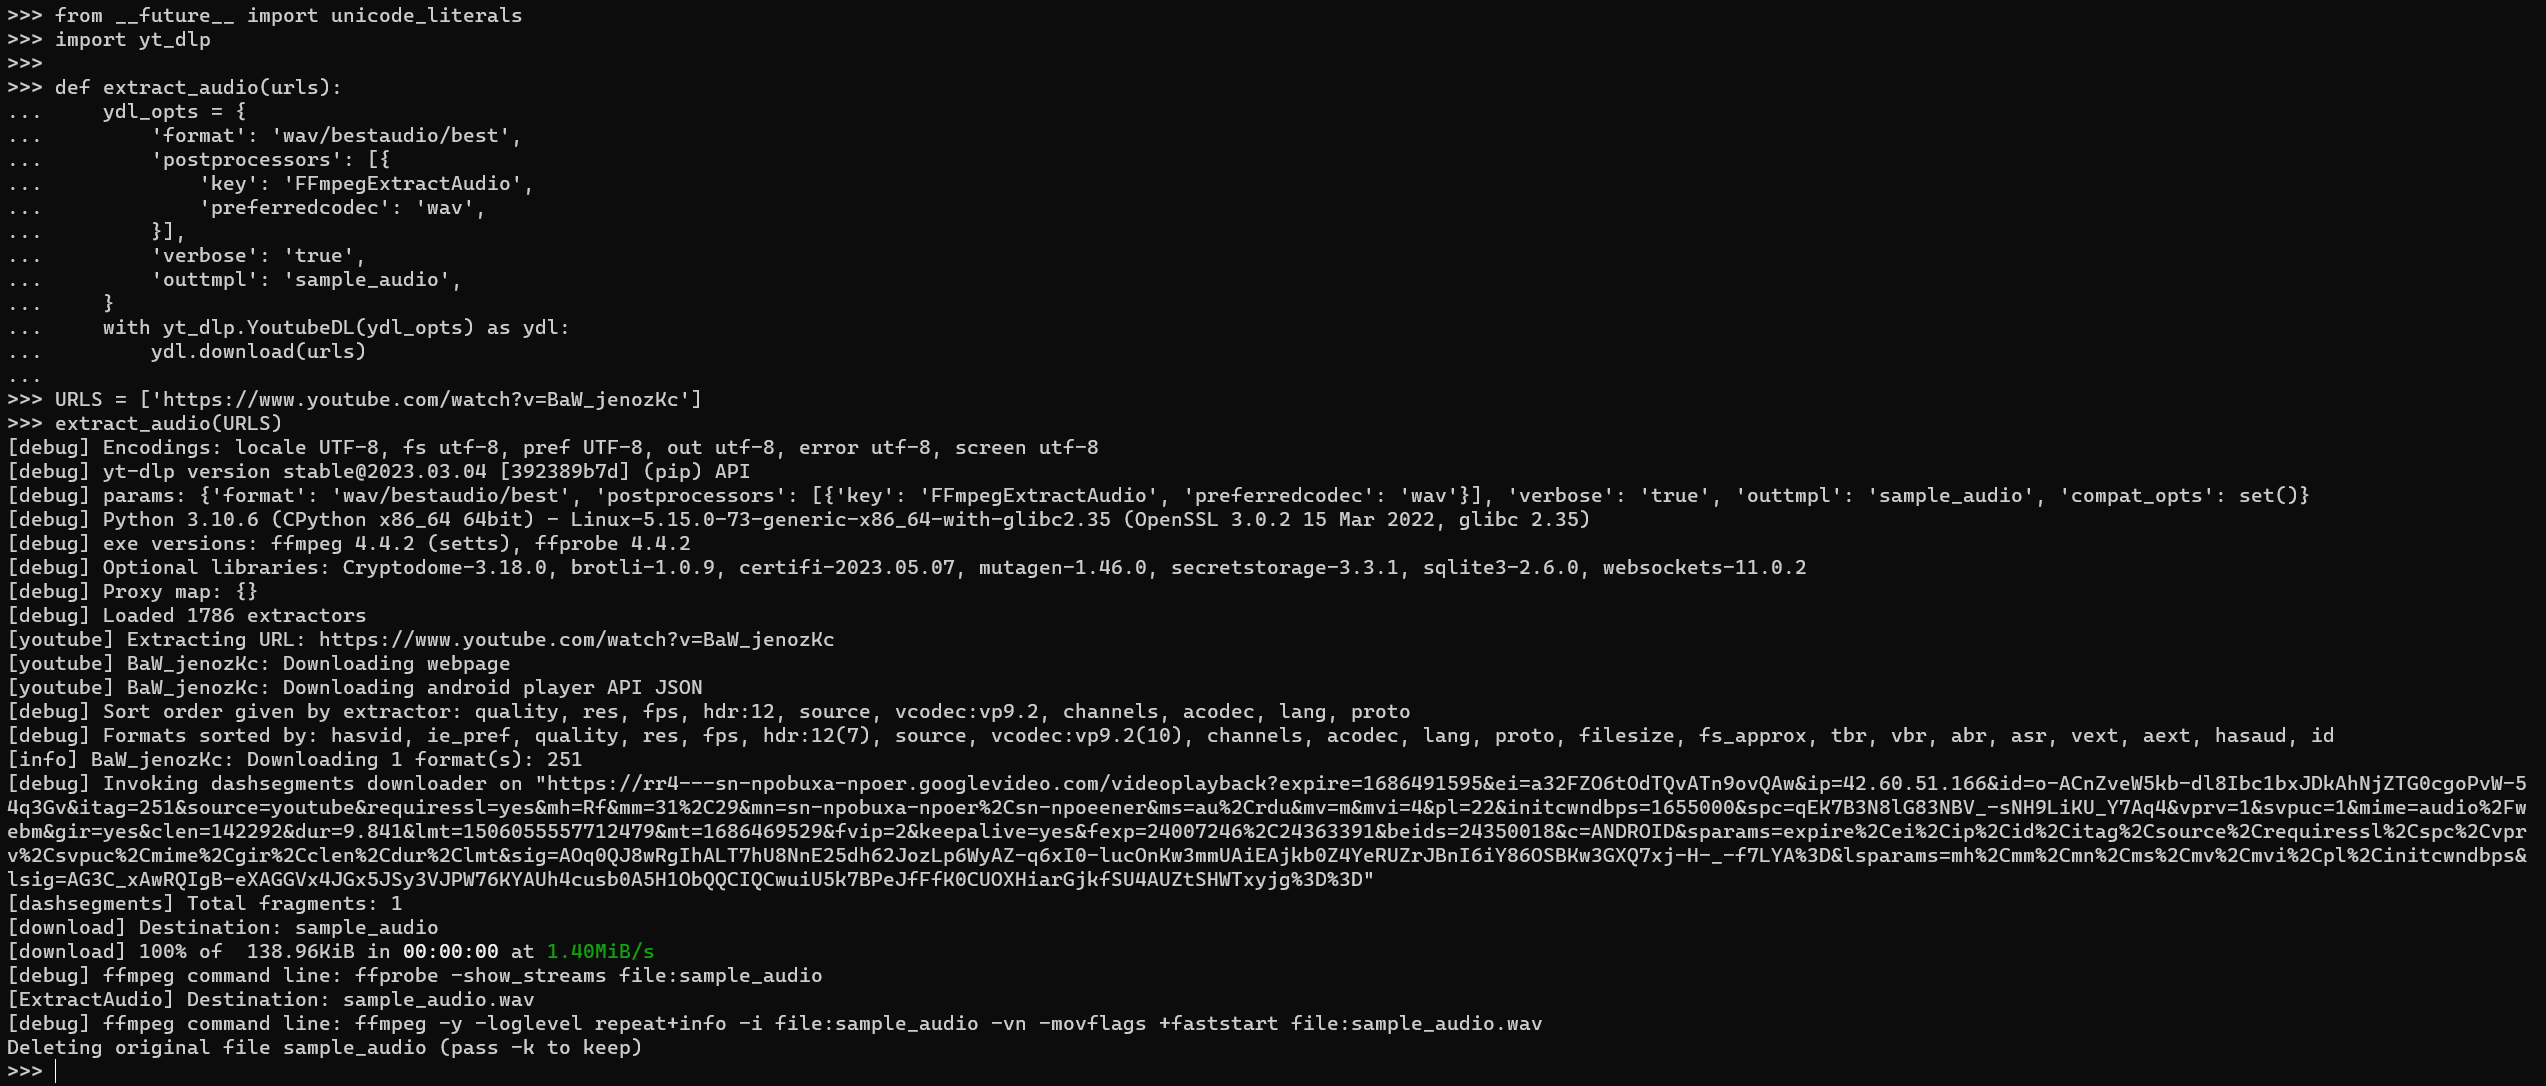 >>> from __future__ import unicode_literals
>>> import yt_dlp
>>>
>>> def extract_audio(urls):
...     ydl_opts = {
...         'format': 'wav/bestaudio/best',
...         'postprocessors': [{
...             'key': 'FFmpegExtractAudio',
...             'preferredcodec': 'wav',
...         }],
...         'verbose': 'true',
...         'outtmpl': 'sample_audio',
...     }
...     with yt_dlp.YoutubeDL(ydl_opts) as ydl:
...         ydl.download(urls)
...
>>> URLS = ['https://www.youtube.com/watch?v=BaW_jenozKc']
>>> extract_audio(URLS)
[debug] Encodings: locale UTF-8, fs utf-8, pref UTF-8, out utf-8, error utf-8, screen utf-8
[debug] yt-dlp version stable@2023.03.04 [392389b7d] (pip) API
[debug] params: {'format': 'wav/bestaudio/best', 'postprocessors': [{'key': 'FFmpegExtractAudio', 'preferredcodec': 'wav'}], 'verbose': 'true', 'outtmpl': 'sample_audio', 'compat_opts': set()}
[debug] Python 3.10.6 (CPython x86_64 64bit) - Linux-5.15.0-73-generic-x86_64-with-glibc2.35 (OpenSSL 3.0.2 15 Mar 2022, glibc 2.35)
[debug] exe versions: ffmpeg 4.4.2 (setts), ffprobe 4.4.2
[debug] Optional libraries: Cryptodome-3.18.0, brotli-1.0.9, certifi-2023.05.07, mutagen-1.46.0, secretstorage-3.3.1, sqlite3-2.6.0, websockets-11.0.2
[debug] Proxy map: {}
[debug] Loaded 1786 extractors
[youtube] Extracting URL: https://www.youtube.com/watch?v=BaW_jenozKc
[youtube] BaW_jenozKc: Downloading webpage
[youtube] BaW_jenozKc: Downloading android player API JSON
[debug] Sort order given by extractor: quality, res, fps, hdr:12, source, vcodec:vp9.2, channels, acodec, lang, proto
[debug] Formats sorted by: hasvid, ie_pref, quality, res, fps, hdr:12(7), source, vcodec:vp9.2(10), channels, acodec, lang, proto, filesize, fs_approx, tbr, vbr, abr, asr, vext, aext, hasaud, id
[info] BaW_jenozKc: Downloading 1 format(s): 251
[debug] Invoking dashsegments downloader on "https://rr4---sn-npobuxa-npoer.googlevideo.com/videoplayback?expire=1686491595&ei=a32FZO6tOdTQvATn9ovQAw&ip=42.60.51.166&id=o-ACnZveW5kb-dl8Ibc1bxJDkAhNjZTG0cgoPvW-5
4q3Gv&itag=251&source=youtube&requiressl=yes&mh=Rf&mm=31%2C29&mn=sn-npobuxa-npoer%2Csn-npoeener&ms=au%2Crdu&mv=m&mvi=4&pl=22&initcwndbps=1655000&spc=qEK7B3N8lG83NBV_-sNH9LiKU_Y7Aq4&vprv=1&svpuc=1&mime=audio%2Fw
ebm&gir=yes&clen=142292&dur=9.841&lmt=1506055557712479&mt=1686469529&fvip=2&keepalive=yes&fexp=24007246%2C24363391&beids=24350018&c=ANDROID&sparams=expire%2Cei%2Cip%2Cid%2Citag%2Csource%2Crequiressl%2Cspc%2Cvpr
v%2Csvpuc%2Cmime%2Cgir%2Cclen%2Cdur%2Clmt&sig=AOq0QJ8wRgIhALT7hU8NnE25dh62JozLp6WyAZ-q6xI0-lucOnKw3mmUAiEAjkb0Z4YeRUZrJBnI6iY86OSBKw3GXQ7xj-H-_-f7LYA%3D&lsparams=mh%2Cmm%2Cmn%2Cms%2Cmv%2Cmvi%2Cpl%2Cinitcwndbps&
lsig=AG3C_xAwRQIgB-eXAGGVx4JGx5JSy3VJPW76KYAUh4cusb0A5H1ObQQCIQCwuiU5k7BPeJfFfK0CUOXHiarGjkfSU4AUZtSHWTxyjg%3D%3D"
[dashsegments] Total fragments: 1
[download] Destination: sample_audio
[download] 100% of  138.96KiB in 00:00:00 at 1.40MiB/s
[debug] ffmpeg command line: ffprobe -show_streams file:sample_audio
[ExtractAudio] Destination: sample_audio.wav
[debug] ffmpeg command line: ffmpeg -y -loglevel repeat+info -i file:sample_audio -vn -movflags +faststart file:sample_audio.wav
Deleting original file sample_audio (pass -k to keep)
>>>